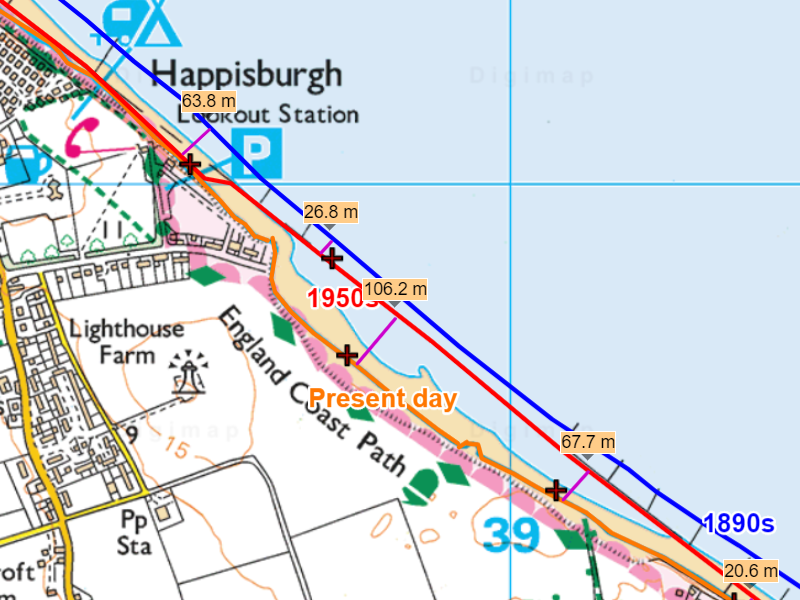 Happisburgh
Digimap
63.8 m
Lookout Station
P
26.8 m
11
106.2 m
1950s
Lighthouse
Farm
England Coast Path
Present day
9
15
67.7 m
Pp
Sta
39
1890s
20.6 m